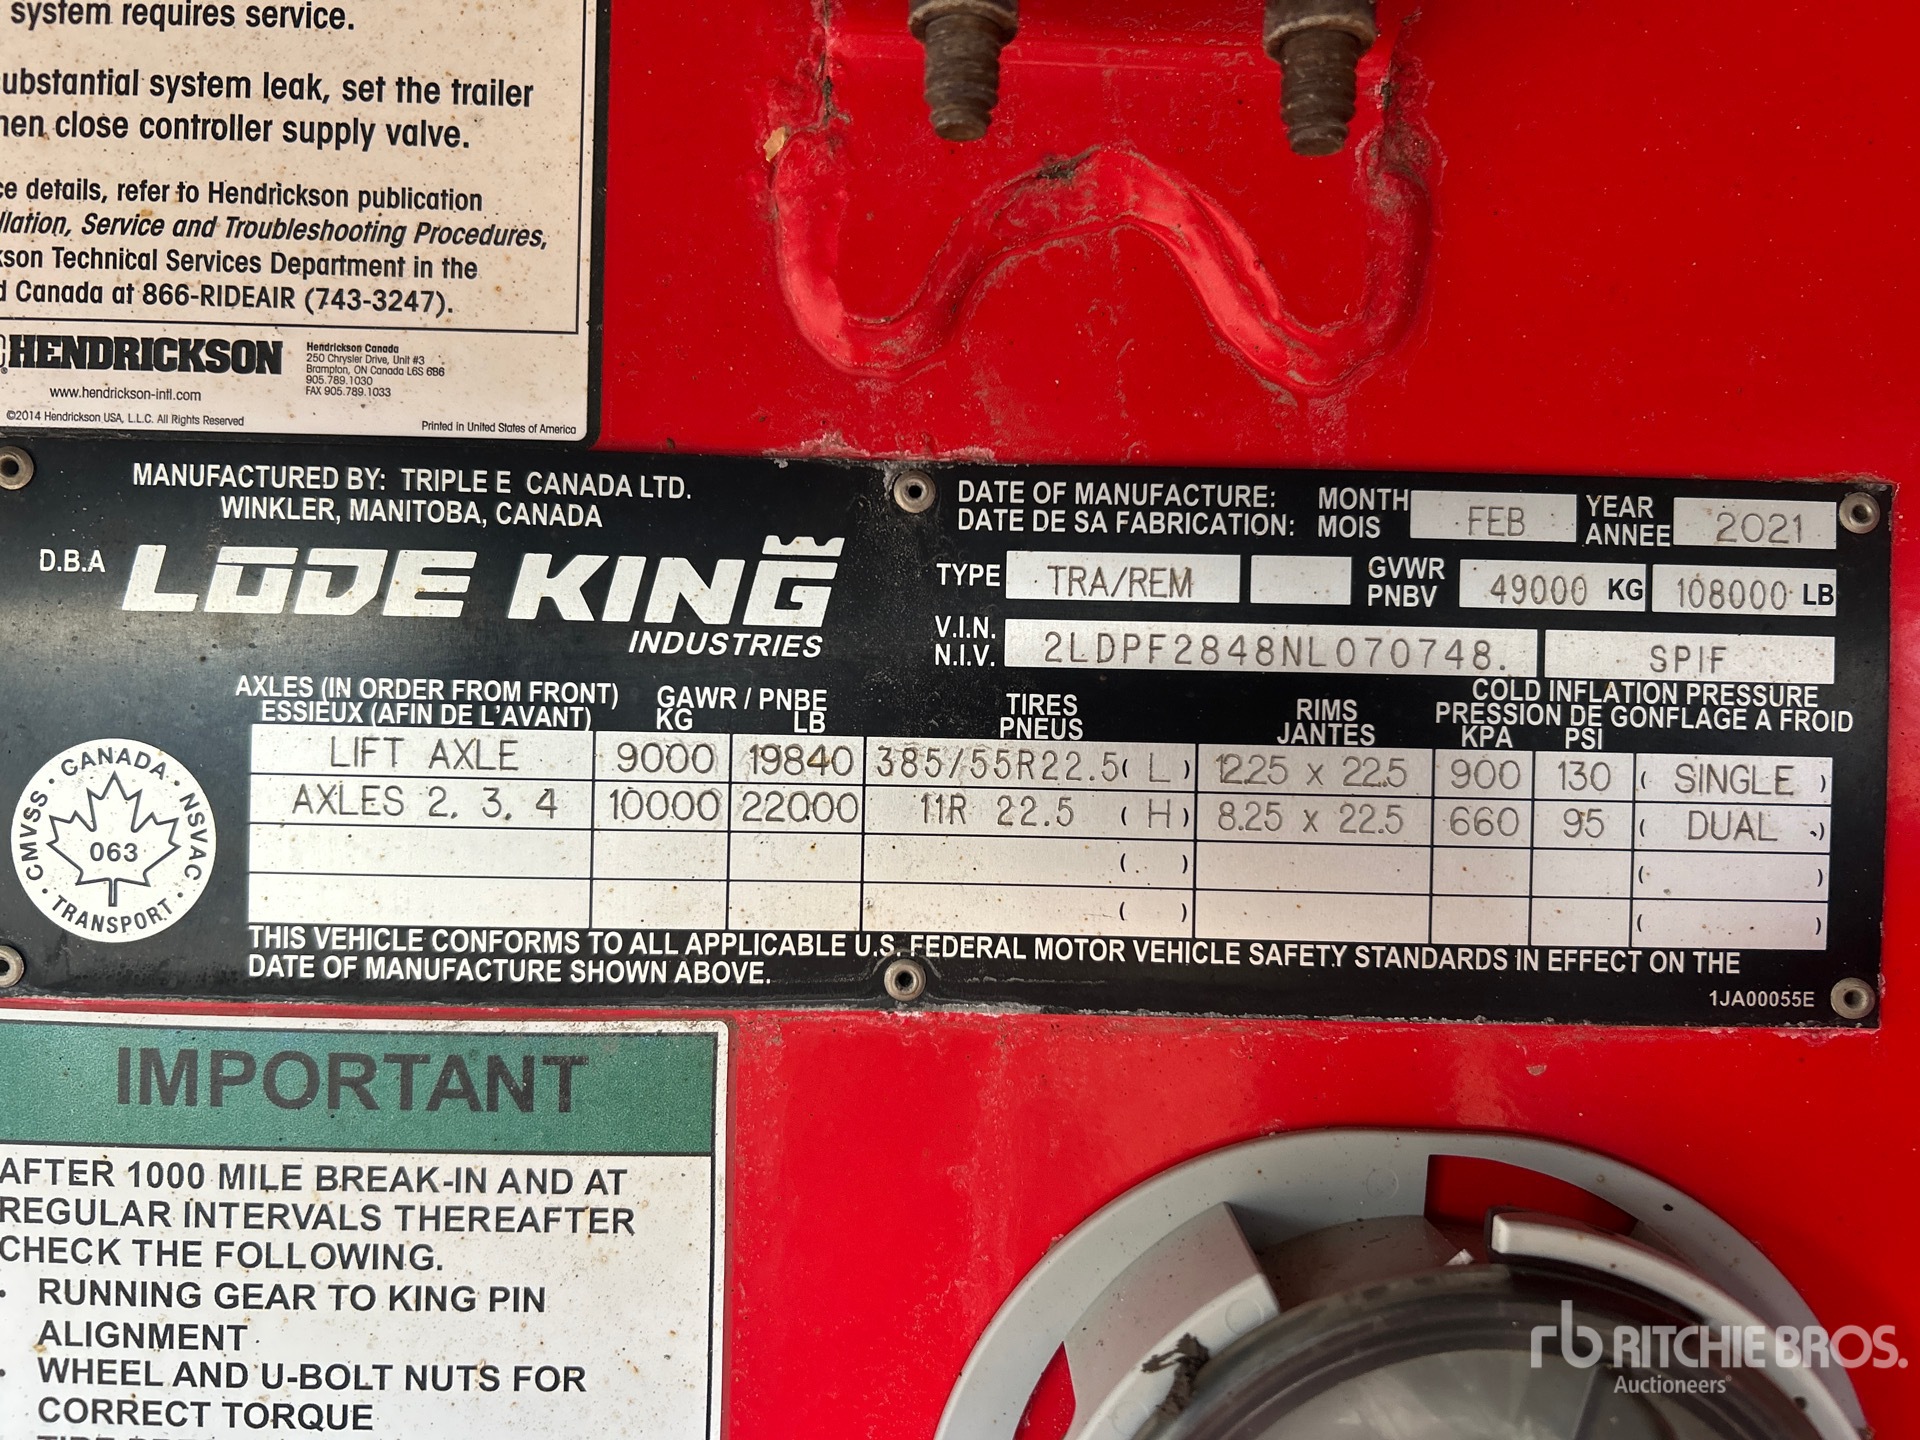 system requires service.
ubstantial system leak, set the trailer
hen close controller supply valve.
ce details, refer to Hendrickson publication
llation, Service and Troubleshooting Procedures,
kson Technical Services Department in the
d Canada at 866-RIDEAIR (743-3247).
HENDRICKSON
Hendrickson Canada
250 Chrysler Drive, Unit #3
Brampton, ON Canada L6S 6B6
905.789.1030
FAX 905.789.1033
www.hendrickson-intl.com
©2014 Hendrickson USA, L.L.C. All Rights Reserved
Printed in United States of America
MANUFACTURED BY: TRIPLE E CANADA LTD.
WINKLER, MANITOBA, CANADA
D.B.A LODE KING
INDUSTRIES
DATE OF MANUFACTURE: MONTH FEB YEAR 2021
DATE DE SA FABRICATION: MOIS ANNEE
TYPE TRA/REM GVWR 49000 KG 108000 LB
PNBV
V.I.N. 2LDPF2848NL070748. SPIF
N.I.V.
AXLES (IN ORDER FROM FRONT) GAWR / PNBE TIRES RIMS COLD INFLATION PRESSURE
ESSIEUX (AFIN DE L'AVANT) KG LB PNEUS JANTES PRESSION DE GONFLAGE A FROID
KPA PSI
LIFT AXLE 9000 19840 385/55R22.5 ( L ) 12.25 x 22.5 900 130 ( SINGLE )
AXLES 2, 3, 4 10000 22000 11R 22.5 ( H ) 8.25 x 22.5 660 95 ( DUAL )
( ) ( )
( ) ( )
CANADA · NSVAC · TRANSPORT · CMVSS ·
063
THIS VEHICLE CONFORMS TO ALL APPLICABLE U.S. FEDERAL MOTOR VEHICLE SAFETY STANDARDS IN EFFECT ON THE
DATE OF MANUFACTURE SHOWN ABOVE.
1JA00055E
IMPORTANT
AFTER 1000 MILE BREAK-IN AND AT
REGULAR INTERVALS THEREAFTER
CHECK THE FOLLOWING.
· RUNNING GEAR TO KING PIN
ALIGNMENT
· WHEEL AND U-BOLT NUTS FOR
CORRECT TORQUE
rb RITCHIE BROS.
Auctioneers